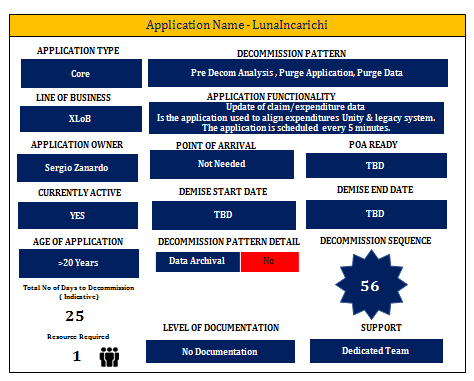 Application Name - LunaIncarichi
APPLICATION TYPE
Core
DECOMMISSION PATTERN
Pre Decom Analysis , Purge Application, Purge Data
LINE OF BUSINESS
XLoB
APPLICATION FUNCTIONALITY
Update of claim/expenditure data
Is the application used to align expenditures Unity & legacy system.
The application is scheduled every 5 minutes.
APPLICATION OWNER
Sergio Zanardo
POINT OF ARRIVAL
Not Needed
POA READY
TBD
CURRENTLY ACTIVE
YES
DEMISE START DATE
TBD
DEMISE END DATE
TBD
AGE OF APPLICATION
>20 Years
DECOMMISSION PATTERN DETAIL
Data Archival
No
DECOMMISSION SEQUENCE
56
Total No of Days to Decommission
( Indicative)
25
Resource Required
1
LEVEL OF DOCUMENTATION
No Documentation
SUPPORT
Dedicated Team